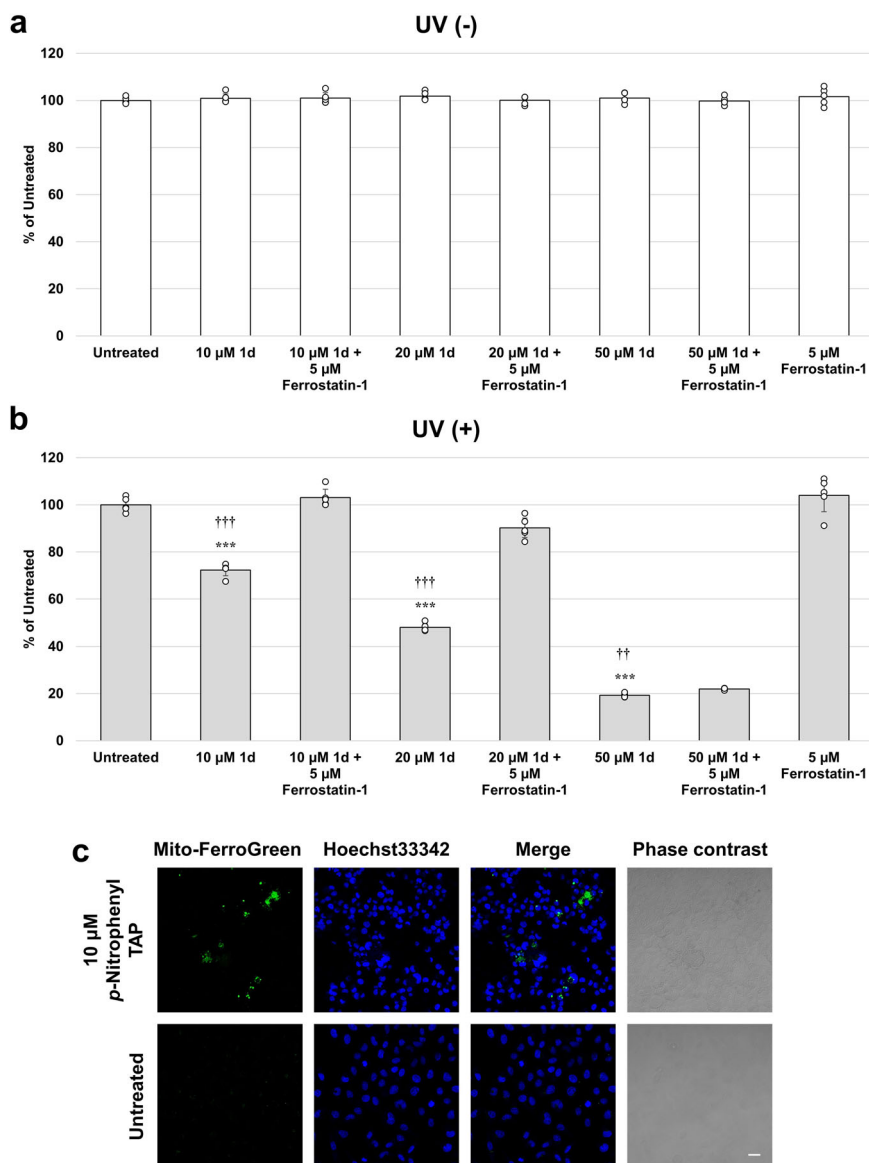 a
UV (-)
120
100
80
60
40
20
0
% of Untreated
Untreated
10 µM 1d
10 µM 1d +
5 µM
Ferrostatin-1
20 µM 1d
20 µM 1d +
5 µM
Ferrostatin-1
50 µM 1d
50 µM 1d +
5 µM
Ferrostatin-1
5 µM
Ferrostatin-1
b
UV (+)
120
100
80
60
40
20
0
% of Untreated
†††
***
†††
***
††
***
Untreated
10 µM 1d
10 µM 1d +
5 µM
Ferrostatin-1
20 µM 1d
20 µM 1d +
5 µM
Ferrostatin-1
50 µM 1d
50 µM 1d +
5 µM
Ferrostatin-1
5 µM
Ferrostatin-1
c
Mito-FerroGreen
Hoechst33342
Merge
Phase contrast
10 µM
p-Nitrophenyl
TAP
Untreated